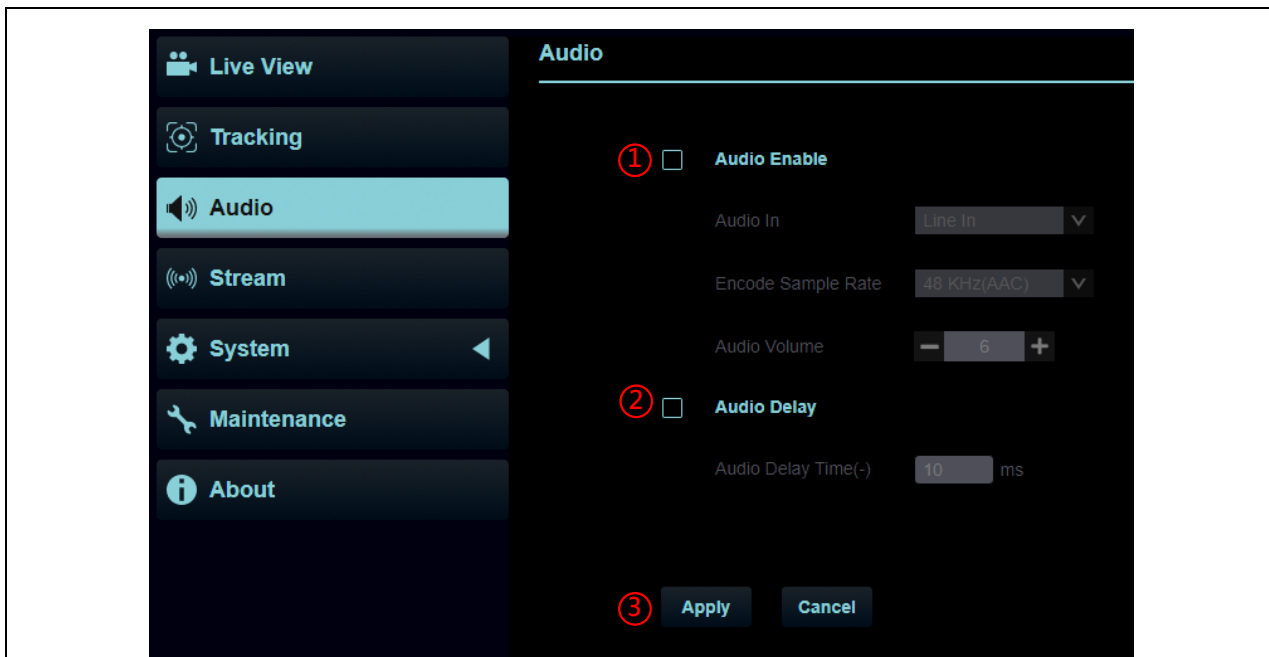 Live View
Tracking
Audio
Stream
System
Maintenance
About
Audio
① Audio Enable
Audio In Line In
Encode Sample Rate 48 KHz(AAC)
Audio Volume − 6 +
② Audio Delay
Audio Delay Time(-) 10 ms
③ Apply Cancel